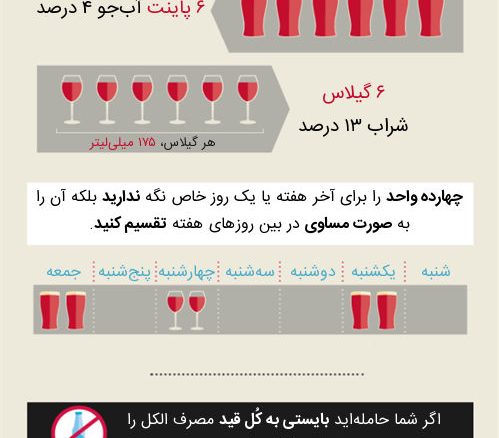 ۶ پاینت آب‌جو ۴ درصد
۶ گیلاس
شراب ۱۳ درصد
هر گیلاس، ۱۷۵ میلی‌لیتر
چهارده واحد را برای آخر هفته یا یک روز خاص نگه ندارید بلکه آن را
به صورت مساوی در بین روزهای هفته تقسیم کنید.
شنبه یکشنبه دوشنبه سه‌شنبه چهارشنبه پنج‌شنبه جمعه
اگر شما حامله‌اید بایستی به کُل قید مصرف الکل را